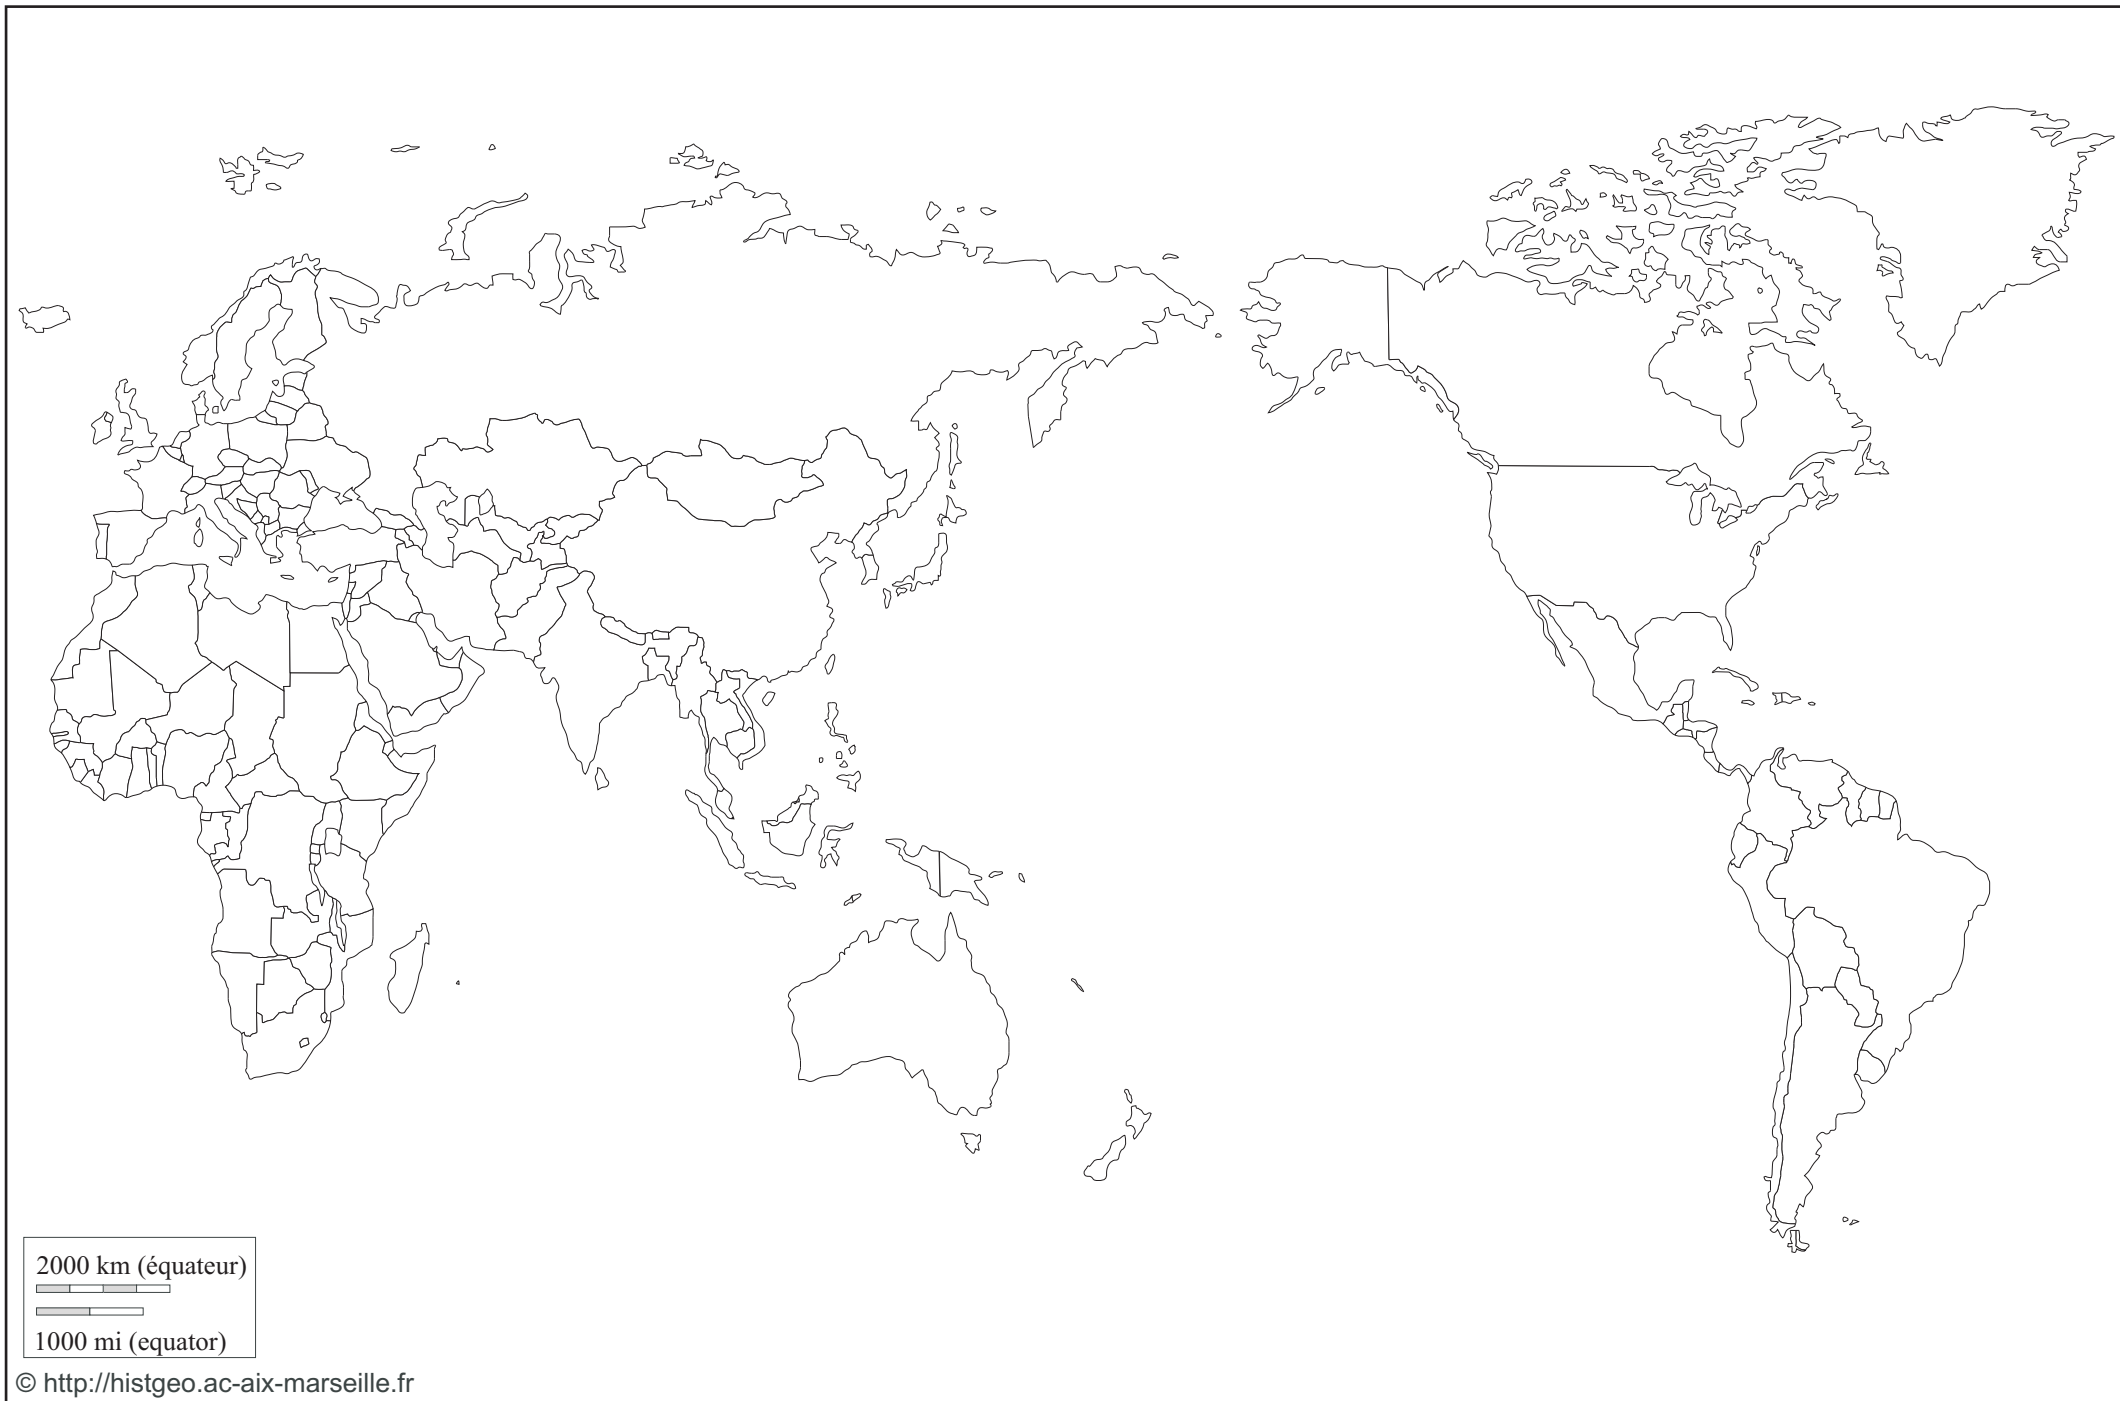 2000 km (équateur)
1000 mi (equator)
© http://histgeo.ac-aix-marseille.fr